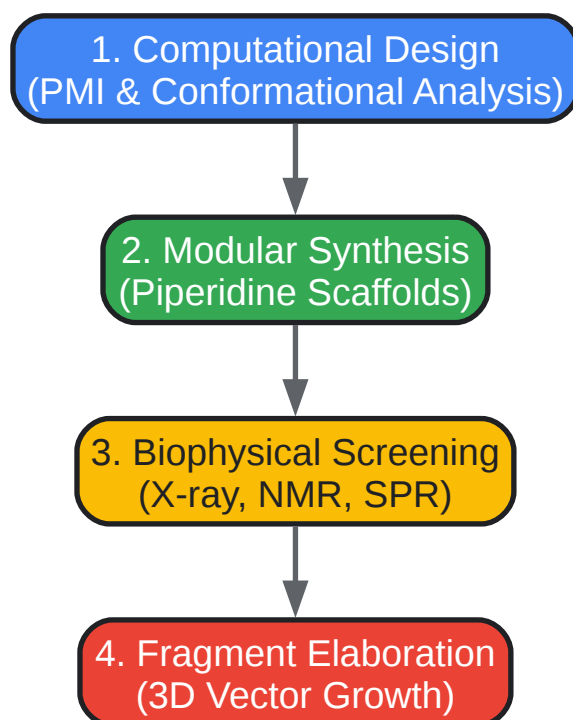 1. Computational Design
(PMI & Conformational Analysis)
2. Modular Synthesis
(Piperidine Scaffolds)
3. Biophysical Screening
(X-ray, NMR, SPR)
4. Fragment Elaboration
(3D Vector Growth)